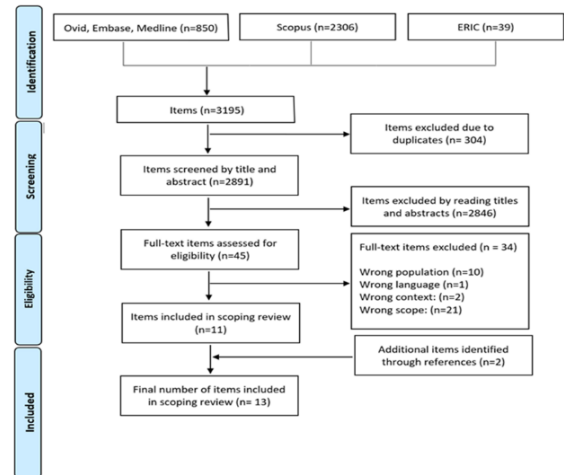 Identification
Ovid, Embase, Medline (n=850)
Scopus (n=2306)
ERIC (n=39)
Items (n=3195)
Items excluded due to
duplicates (n= 304)
Screening
Items screened by title and
abstract (n=2891)
Items excluded by reading titles
and abstracts (n=2846)
Eligibility
Full-text items assessed for
eligibility (n=45)
Full-text items excluded (n = 34)
Wrong population (n=10)
Wrong language (n=1)
Wrong context: (n=2)
Wrong scope: (n=21)
Items included in scoping review
(n=11)
Additional items identified
through references (n=2)
Included
Final number of items included
in scoping review (n= 13)